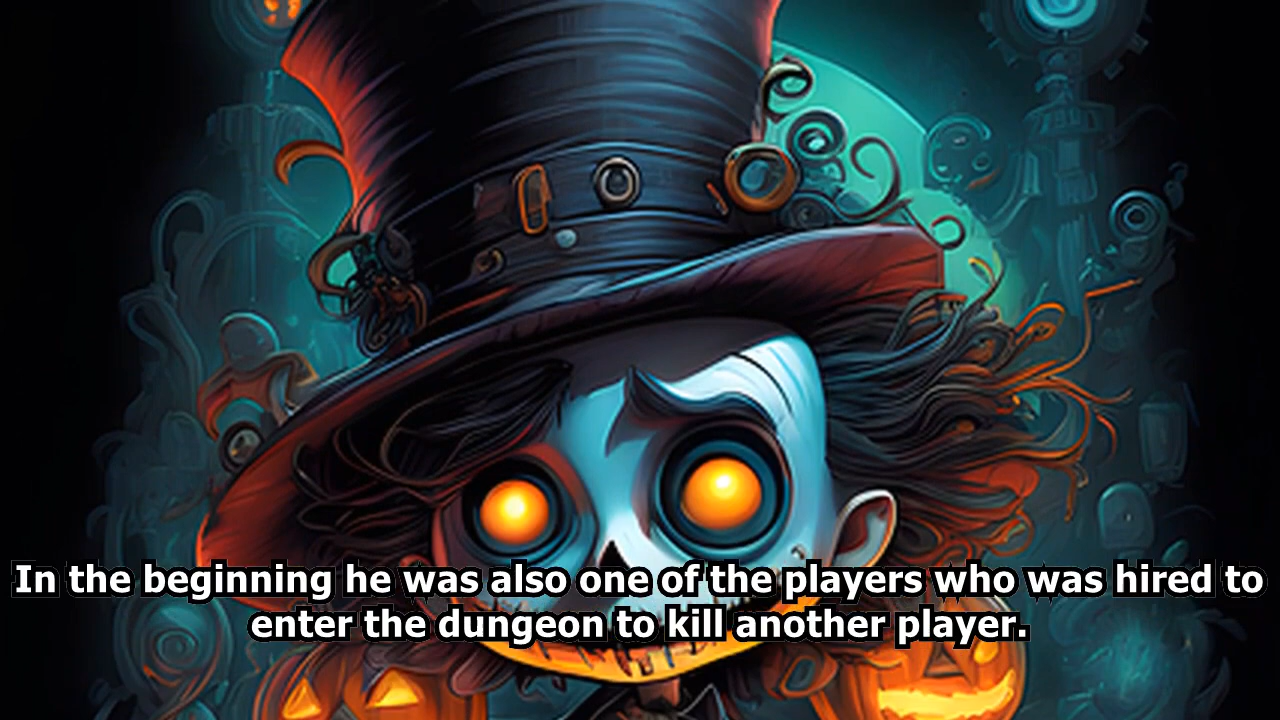 In the beginning he was also one of the players who was hired to
enter the dungeon to kill another player.